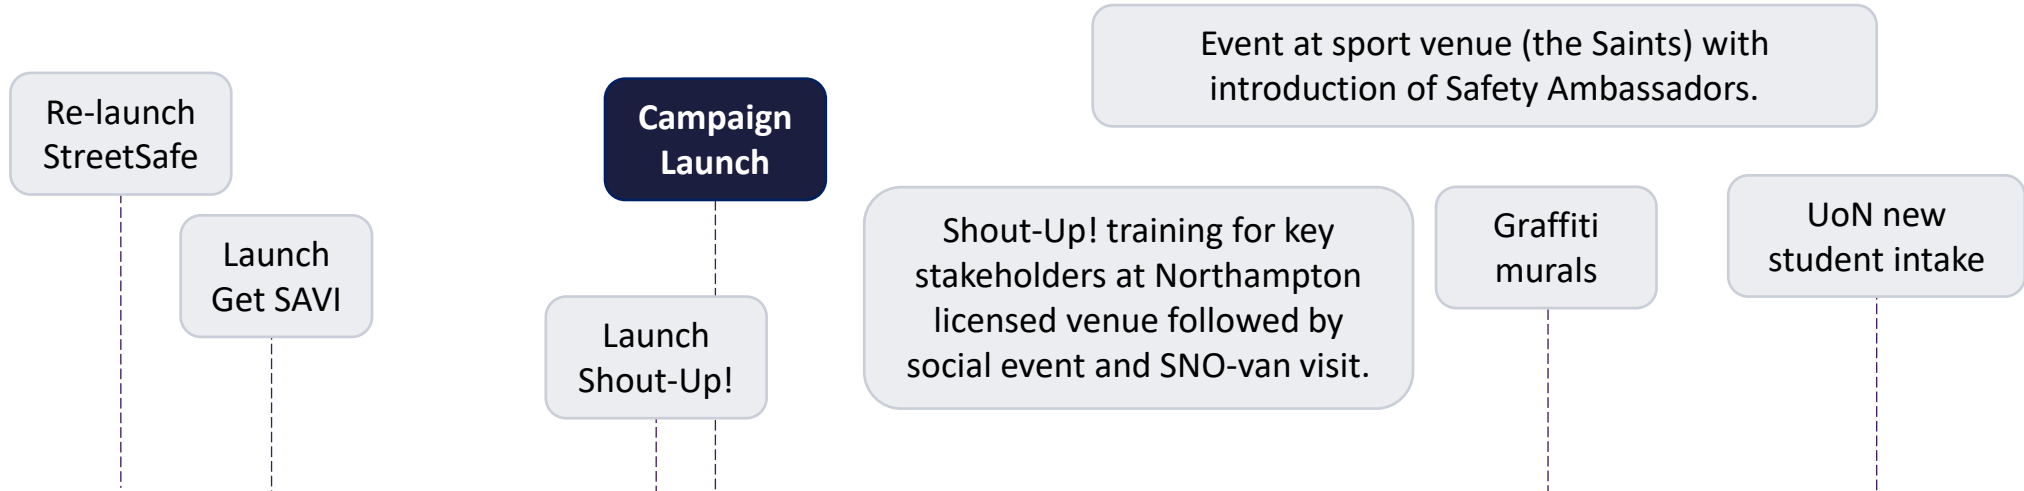 Re-launch
StreetSafe
Launch
Get SAVI
Campaign
Launch
Launch
Shout-Up!
Event at sport venue (the Saints) with
introduction of Safety Ambassadors.
Shout-Up! training for key
stakeholders at Northampton
licensed venue followed by
social event and SNO-van visit.
Graffiti
murals
UoN new
student intake